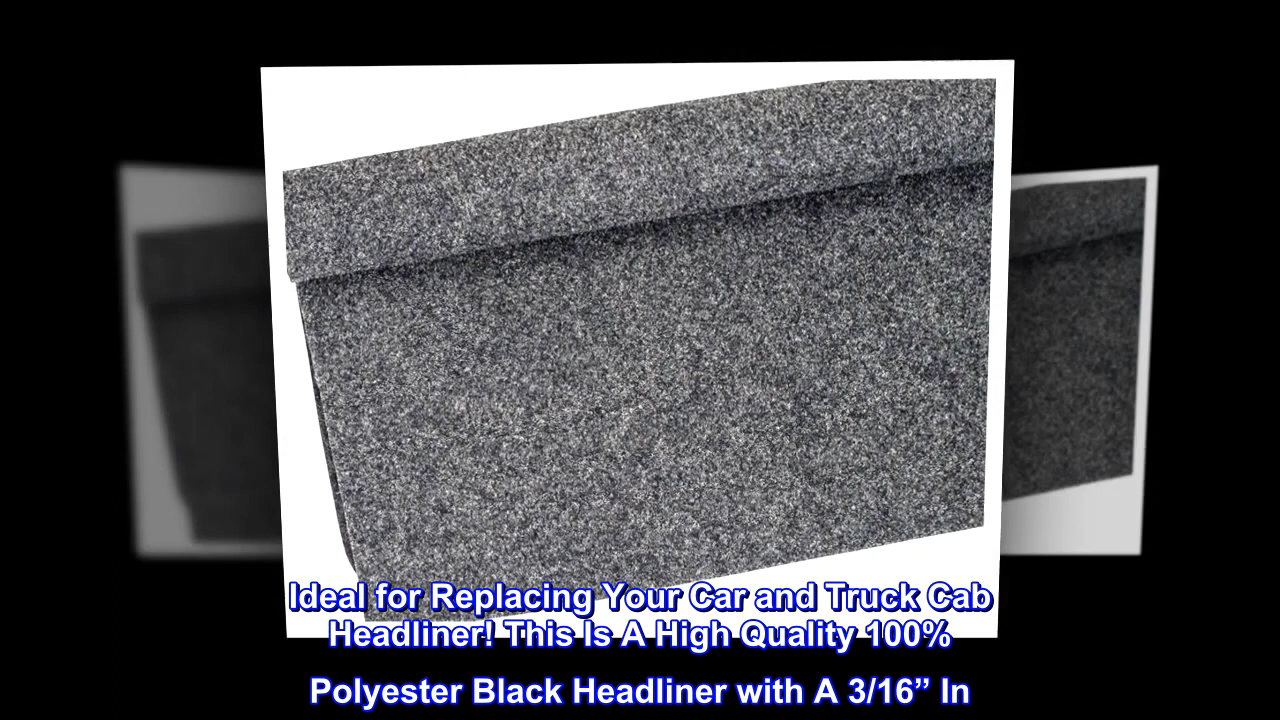 Ideal for Replacing Your Car and Truck Cab
Headliner! This Is A High Quality 100%
Polyester Black Headliner with A 3/16” In